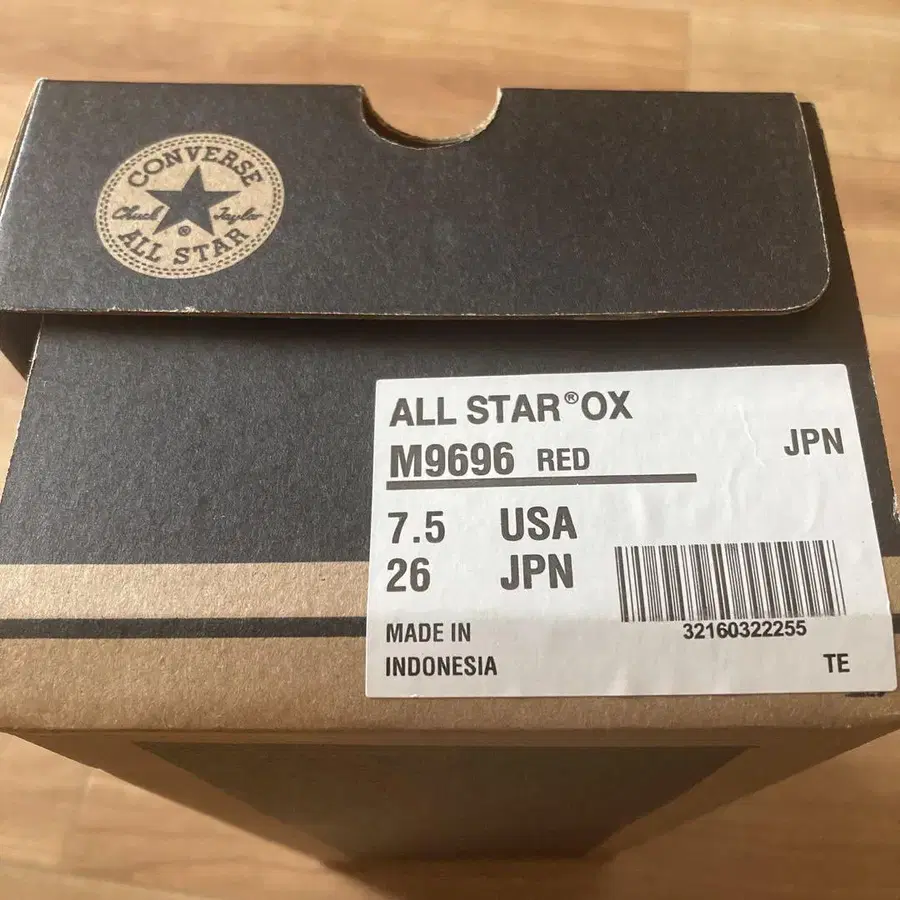 CONVERSE
Chuck Taylor
®
ALL STAR
ALL STAR®OX
M9696 RED
JPN
7.5 USA
26 JPN
32160322255
MADE IN
INDONESIA
TE